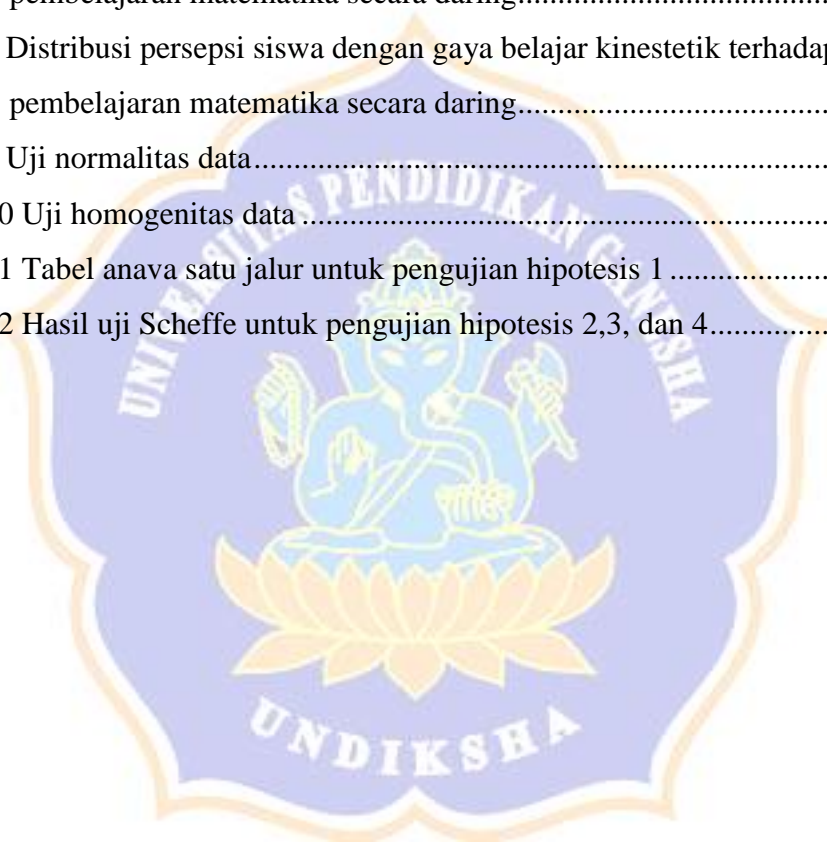 pembelajaran matematika secara daring................................
Distribusi persepsi siswa dengan gaya belajar kinestetik terhadap
pembelajaran matematika secara daring................................
Uji normalitas data................................
0 Uji homogenitas data................................
1 Tabel anava satu jalur untuk pengujian hipotesis 1................
2 Hasil uji Scheffe untuk pengujian hipotesis 2,3, dan 4...............
UNIVERSITAS PENDIDIKAN GANESHA
UNDIKSHA